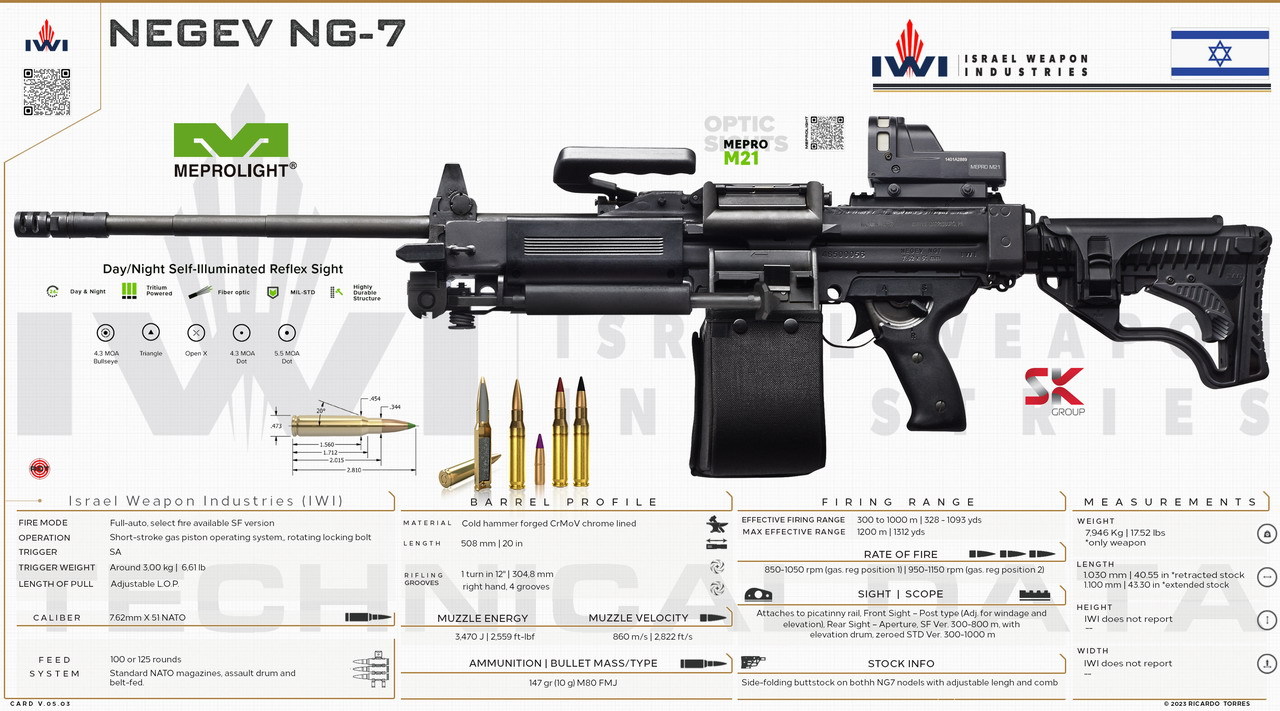 IWI
NEGEV NG-7
IWI
ISRAEL WEAPON
INDUSTRIES
MEPROLIGHT®
OPTIC
SIGHTS
MEPRO
M21
MEPROLIGHT
MEPRO M21
Day/Night Self-Illuminated Reflex Sight
Day & Night
Tritium
Powered
Fiber optic
MIL-STD
Highly
Durable
Structure
4.3 MOA
Bullseye
Triangle
Open X
4.3 MOA
Dot
5.5 MOA
Dot
IWI
ISRAEL WEAPON
INDUSTRIES
SK
GROUP
20°
.454
.344
.473
1.560
1.712
2.015
2.810
Israel Weapon Industries (IWI)
FIRE MODE Full-auto, select fire available SF version
OPERATION Short-stroke gas piston operating system, rotating locking bolt
TRIGGER SA
TRIGGER WEIGHT Around 3,00 kg | 6.61 lb
LENGTH OF PULL Adjustable L.O.P.
CALIBER 7.62mm X 51 NATO
FEED
SYSTEM
100 or 125 rounds
Standard NATO magazines, assault drum and
belt-fed.
BARREL PROFILE
MATERIAL Cold hammer forged CrMoV chrome lined
LENGTH 508 mm | 20 in
RIFLING
GROOVES
1 turn in 12" | 304,8 mm
right hand, 4 grooves
MUZZLE ENERGY
3,470 J | 2,559 ft-lbf
MUZZLE VELOCITY
860 m/s | 2,822 ft/s
AMMUNITION | BULLET MASS/TYPE
147 gr (10 g) M80 FMJ
FIRING RANGE
EFFECTIVE FIRING RANGE 300 to 1000 m | 328 - 1093 yds
MAX EFFECTIVE RANGE 1200 m | 1312 yds
RATE OF FIRE
850-1050 rpm (gas. reg position 1) | 950-1150 rpm (gas. reg position 2)
SIGHT | SCOPE
Attaches to picatinny rail, Front Sight - Post type (Adj. for windage and
elevation), Rear Sight - Aperture, SF Ver. 300-800 m, with
elevation drum, zeroed STD Ver. 300-1000 m
STOCK INFO
Side-folding buttstock on bothh NG7 nodels with adjustable lengh and comb
MEASUREMENTS
WEIGHT
7,946 Kg | 17.52 lbs
*only weapon
LENGTH
1.030 mm | 40.55 in *retracted stock
1.100 mm | 43.30 in *extended stock
HEIGHT
IWI does not report
--
WIDTH
IWI does not report
--
TECHNICAL DATA
CARD V.05.03
© 2023 RICARDO TORRES